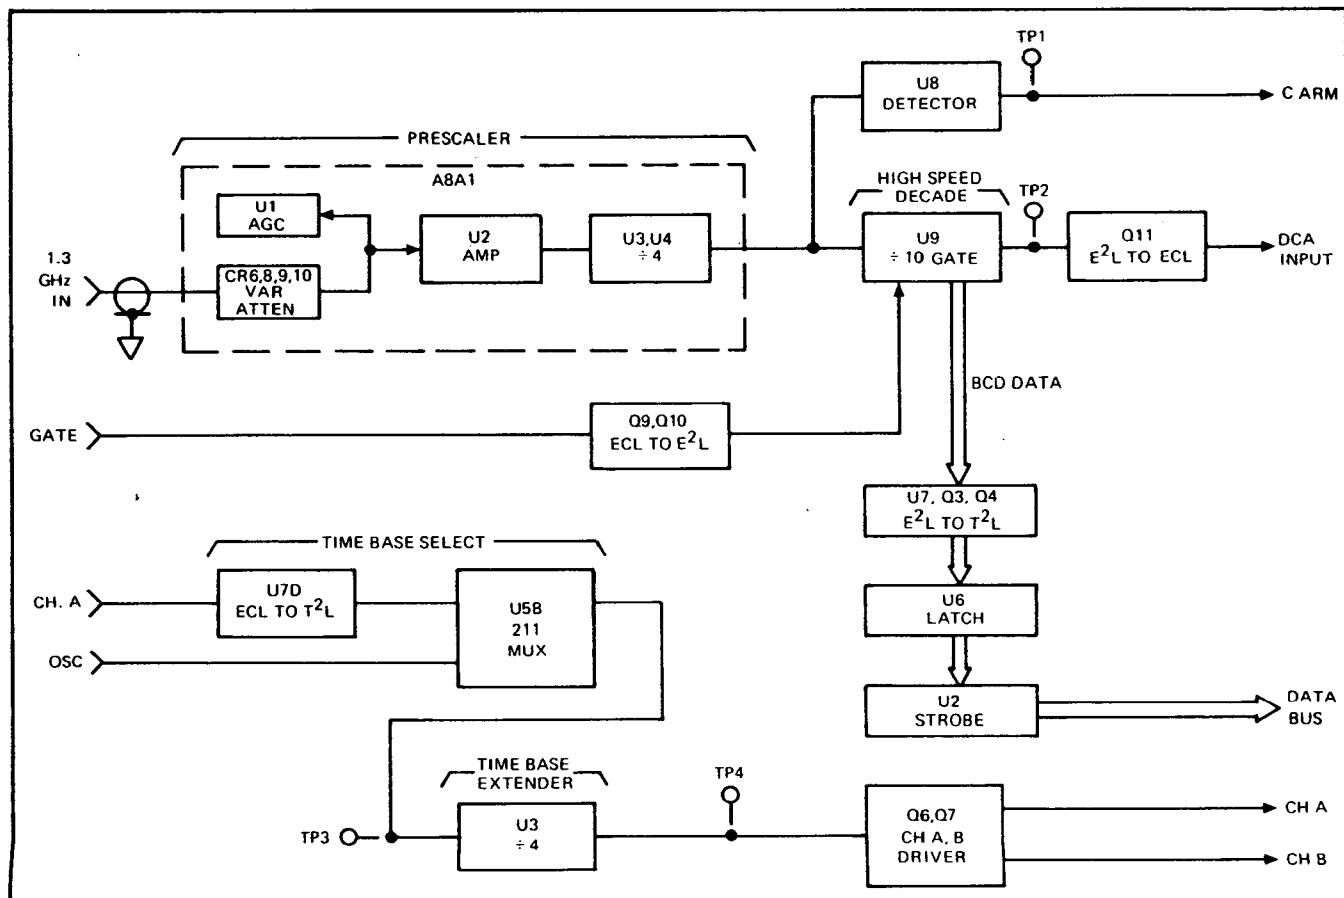 TP1
U8
DETECTOR
C ARM
PRESCALER
A8A1
HIGH SPEED
DECADE
TP2
U1
AGC
U2
AMP
U3,U4
÷ 4
U9
÷ 10 GATE
Q11
E²L TO ECL
DCA
INPUT
1.3
GHz
IN
CR6,8,9,10
VAR
ATTEN
BCD DATA
GATE
Q9,Q10
ECL TO E²L
U7, Q3, Q4
E²L TO T²L
TIME BASE SELECT
CH. A
U7D
ECL TO T²L
U5B
211
MUX
U6
LATCH
OSC
U2
STROBE
DATA
BUS
TIME BASE
EXTENDER
TP4
TP3
U3
÷ 4
Q6,Q7
CH A, B
DRIVER
CH A
CH B